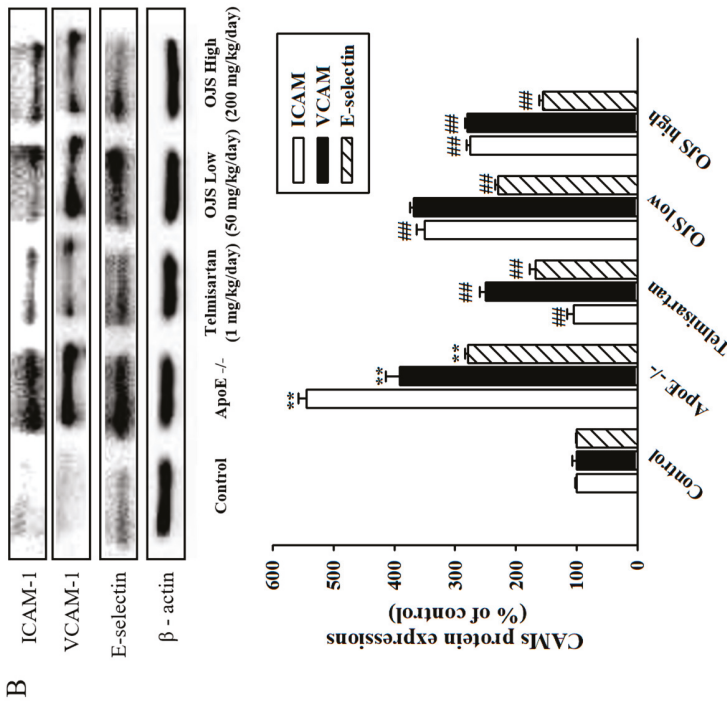 B
ICAM-1
VCAM-1
E-selectin
β - actin
Control
ApoE -/-
Telmisartan
(1 mg/kg/day)
OJS Low
(50 mg/kg/day)
OJS High
(200 mg/kg/day)
CAMs protein expressions
(% of control)
600
500
400
300
200
100
0
ICAM
VCAM
E-selectin
**
**
**
##
##
##
##
##
##
##
##
Control
ApoE -/-
Telmisartan
OJS low
OJS high